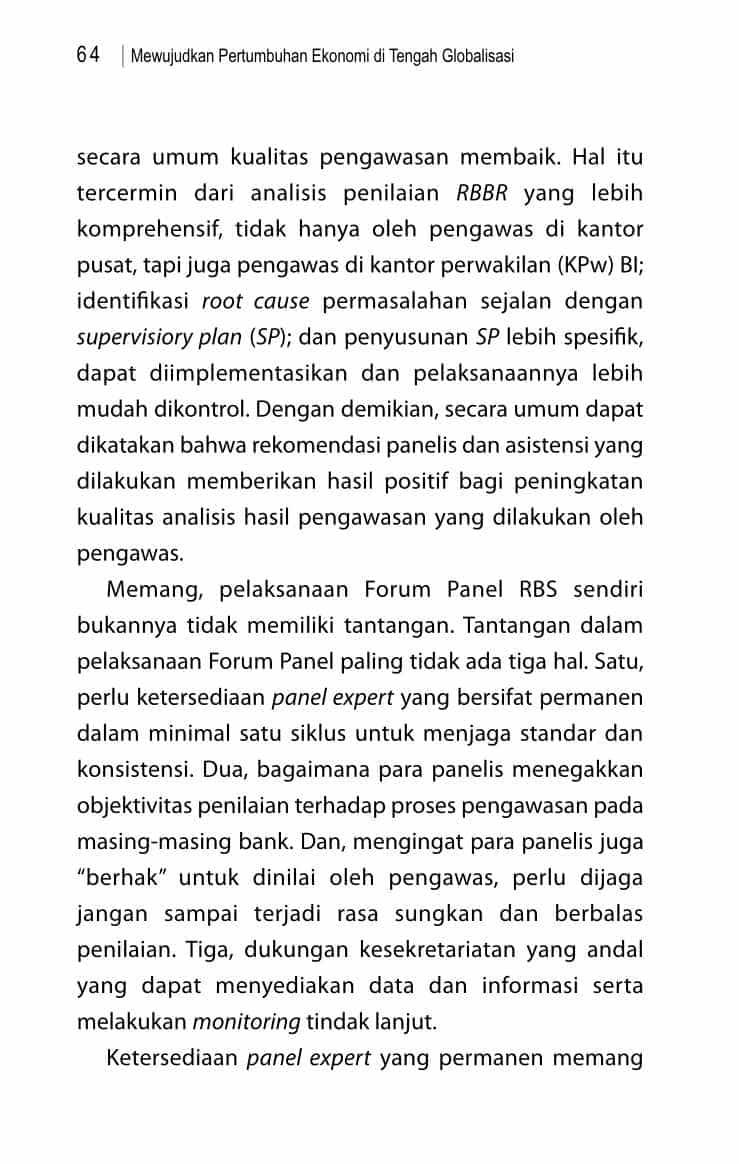 64 | Mewujudkan Pertumbuhan Ekonomi di Tengah Globalisasi
secara umum kualitas pengawasan membaik. Hal itu
tercermin dari analisis penilaian RBBR yang lebih
komprehensif, tidak hanya oleh pengawas di kantor
pusat, tapi juga pengawas di kantor perwakilan (KPw) BI;
identifikasi root cause permasalahan sejalan dengan
supervisiory plan (SP); dan penyusunan SP lebih spesifik,
dapat diimplementasikan dan pelaksanaannya lebih
mudah dikontrol. Dengan demikian, secara umum dapat
dikatakan bahwa rekomendasi panelis dan asistensi yang
dilakukan memberikan hasil positif bagi peningkatan
kualitas analisis hasil pengawasan yang dilakukan oleh
pengawas.
Memang, pelaksanaan Forum Panel RBS sendiri
bukannya tidak memiliki tantangan. Tantangan dalam
pelaksanaan Forum Panel paling tidak ada tiga hal. Satu,
perlu ketersediaan panel expert yang bersifat permanen
dalam minimal satu siklus untuk menjaga standar dan
konsistensi. Dua, bagaimana para panelis menegakkan
objektivitas penilaian terhadap proses pengawasan pada
masing-masing bank. Dan, mengingat para panelis juga
“berhak” untuk dinilai oleh pengawas, perlu dijaga
jangan sampai terjadi rasa sungkan dan berbalas
penilaian. Tiga, dukungan kesekretariatan yang andal
yang dapat menyediakan data dan informasi serta
melakukan monitoring tindak lanjut.
Ketersediaan panel expert yang permanen memang